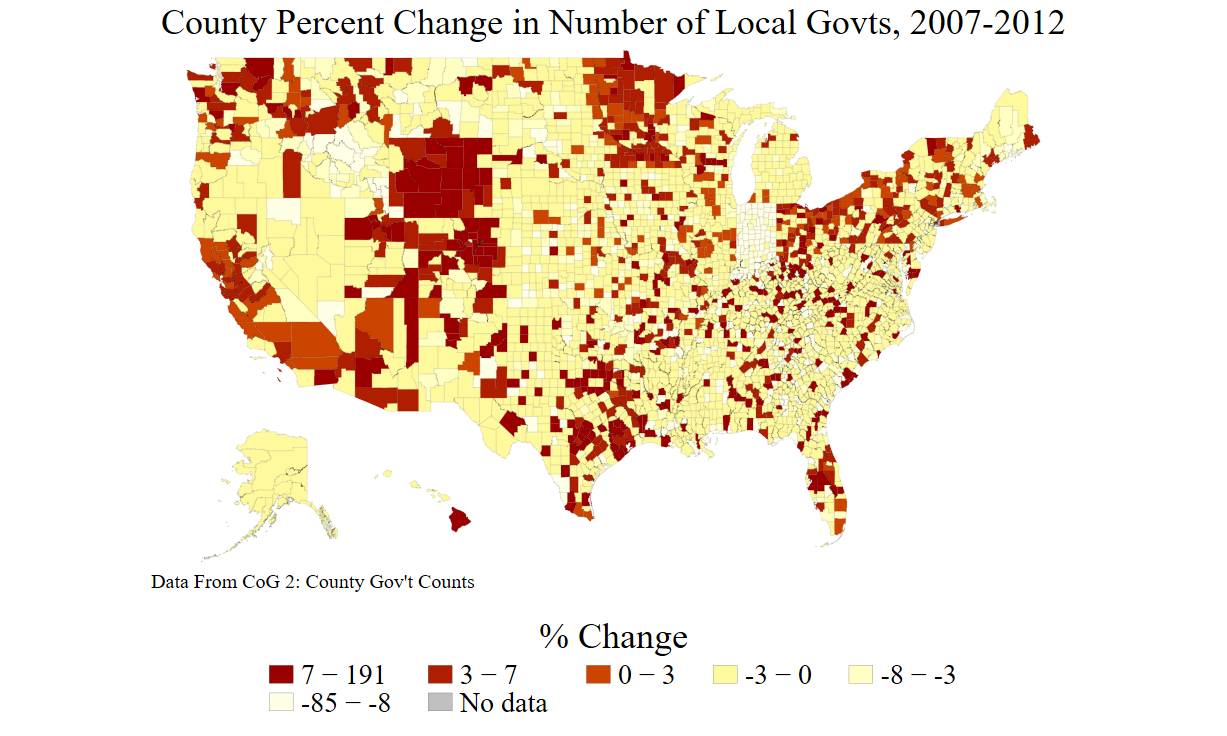 County Percent Change in Number of Local Govts, 2007-2012
Data From CoG 2: County Gov't Counts
% Change
7 − 191 3 − 7 0 − 3 -3 − 0 -8 − -3
-85 − -8 No data